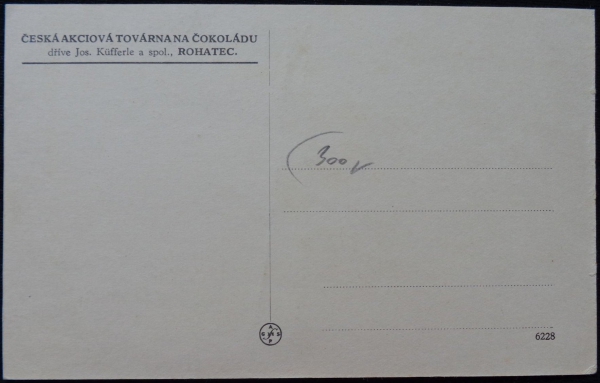 ČESKÁ AKCIOVÁ TOVÁRNA NA ČOKOLÁDU
dříve Jos. Küfferle a spol., ROHATEC.
300
6228